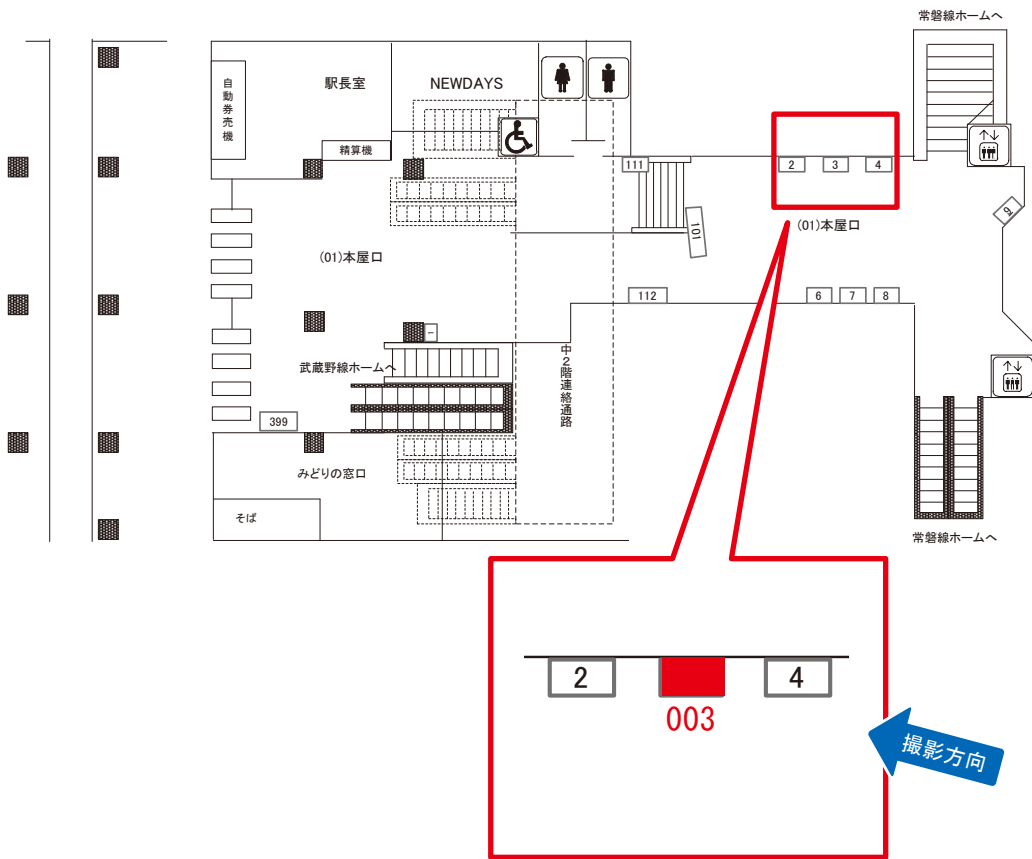 常磐線ホームへ
自動券売機
駅長室
NEWDAYS
精算機
111
2
3
4
101
9
(01)本屋口
(01)本屋口
112
6
7
8
1
武蔵野線ホームへ
中2階連絡通路
399
みどりの窓口
そば
常磐線ホームへ
2
4
003
撮影方向